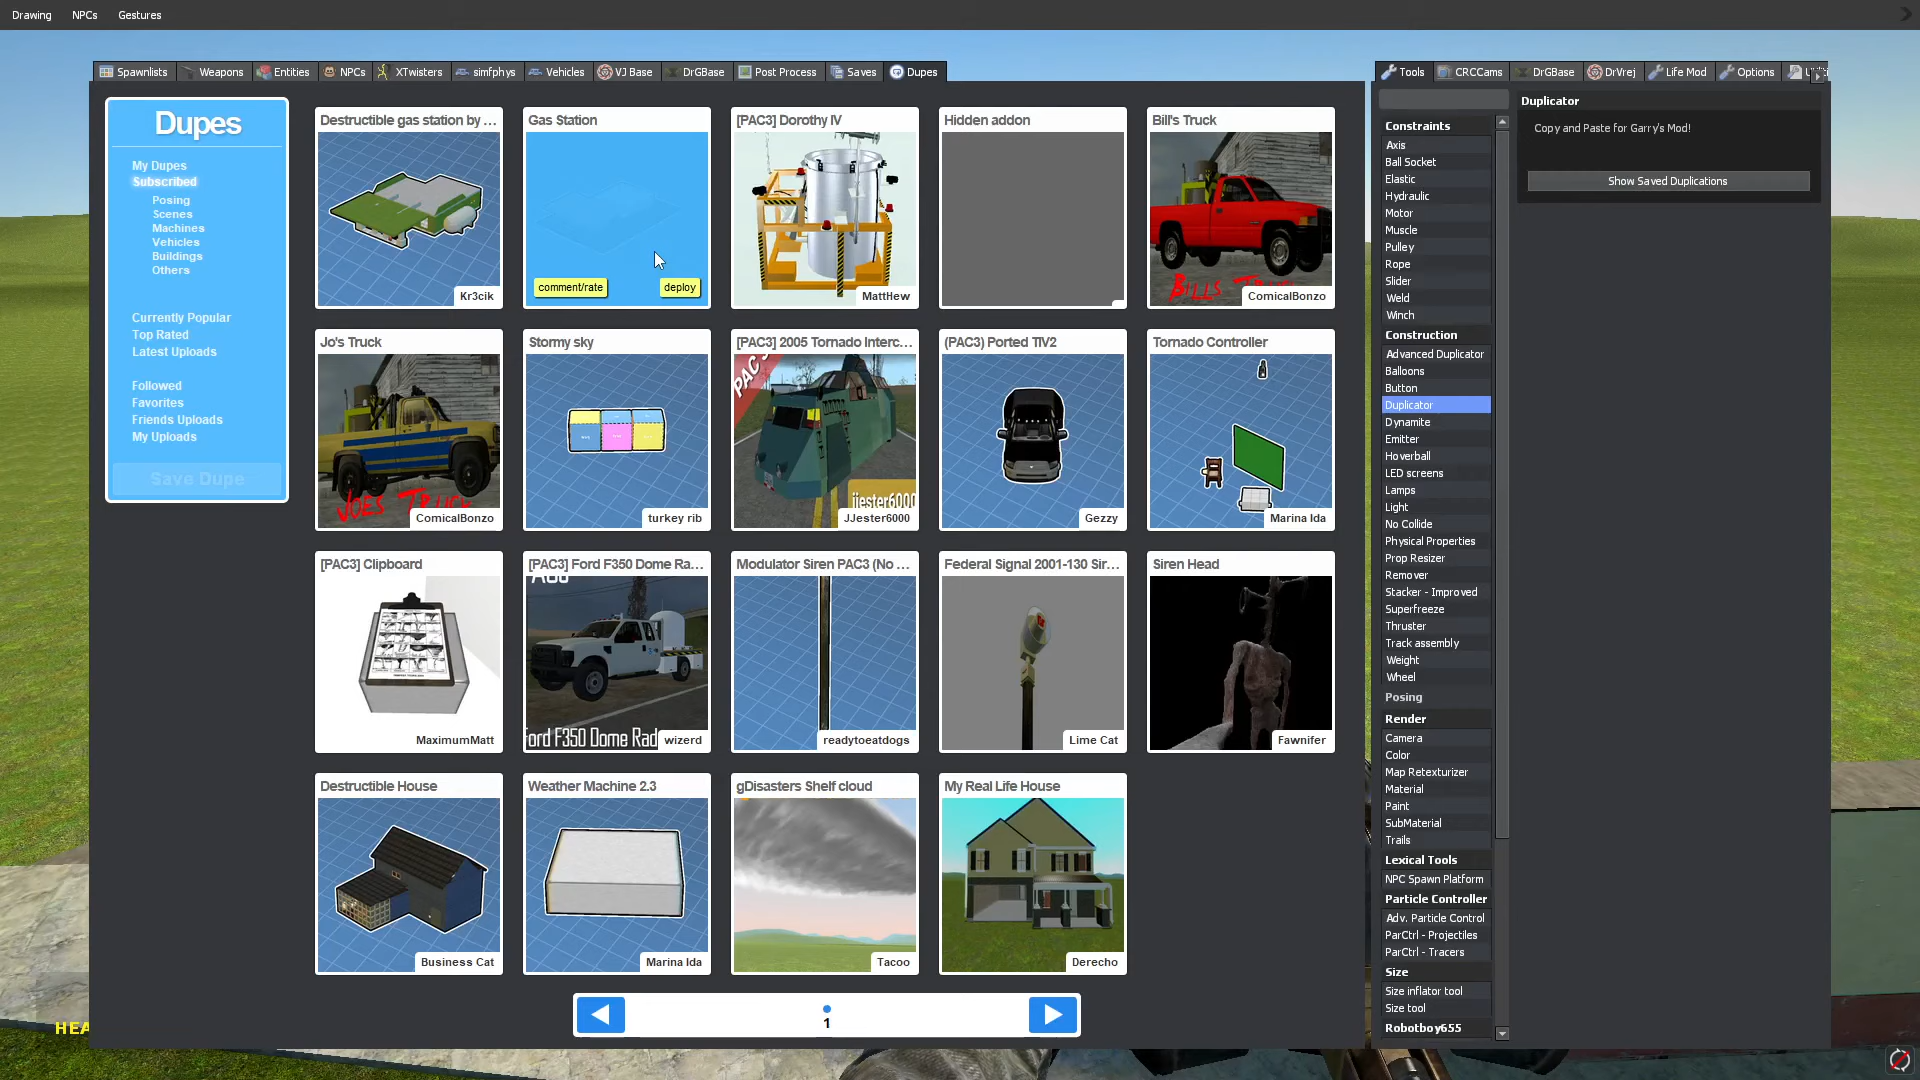 Drawing NPCs Gestures
Spawnlists Weapons Entities NPCs XTwisters simfphys Vehicles VJ Base DrGBase Post Process Saves Dupes
Tools CRCCams DrGBase DrVrej Life Mod Options
Dupes
My Dupes
Subscribed
Posing
Scenes
Machines
Vehicles
Buildings
Others
Currently Popular
Top Rated
Latest Uploads
Followed
Favorites
Friends Uploads
My Uploads
Save Dupe
Destructible gas station by ...
Kr3cik
Gas Station
comment/rate
deploy
[PAC3] Dorothy IV
MattHew
Hidden addon
Bill's Truck
ComicalBonzo
Jo's Truck
JOES TRUCK
ComicalBonzo
Stormy sky
turkey rib
[PAC3] 2005 Tornado Interc...
jjester6000
JJester6000
(PAC3) Ported TIV2
Gezzy
Tornado Controller
Marina Ida
[PAC3] Clipboard
MaximumMatt
[PAC3] Ford F350 Dome Ra...
Ford F350 Dome Rad
wizerd
Modulator Siren PAC3 (No ...
readytoeatdogs
Federal Signal 2001-130 Sir...
Lime Cat
Siren Head
Fawnifer
Destructible House
Business Cat
Weather Machine 2.3
Marina Ida
gDisasters Shelf cloud
Tacoo
My Real Life House
Derecho
1
Constraints
Axis
Ball Socket
Elastic
Hydraulic
Motor
Muscle
Pulley
Rope
Slider
Weld
Winch
Construction
Advanced Duplicator
Balloons
Button
Duplicator
Dynamite
Emitter
Hoverball
LED screens
Lamps
Light
No Collide
Physical Properties
Prop Resizer
Remover
Stacker - Improved
Superfreeze
Thruster
Track assembly
Weight
Wheel
Posing
Render
Camera
Color
Map Retexturizer
Material
Paint
SubMaterial
Trails
Lexical Tools
NPC Spawn Platform
Particle Controller
Adv. Particle Control
ParCtrl - Projectiles
ParCtrl - Tracers
Size
Size inflator tool
Size tool
Robotboy655
Duplicator
Copy and Paste for Garry's Mod!
Show Saved Duplications
HEA